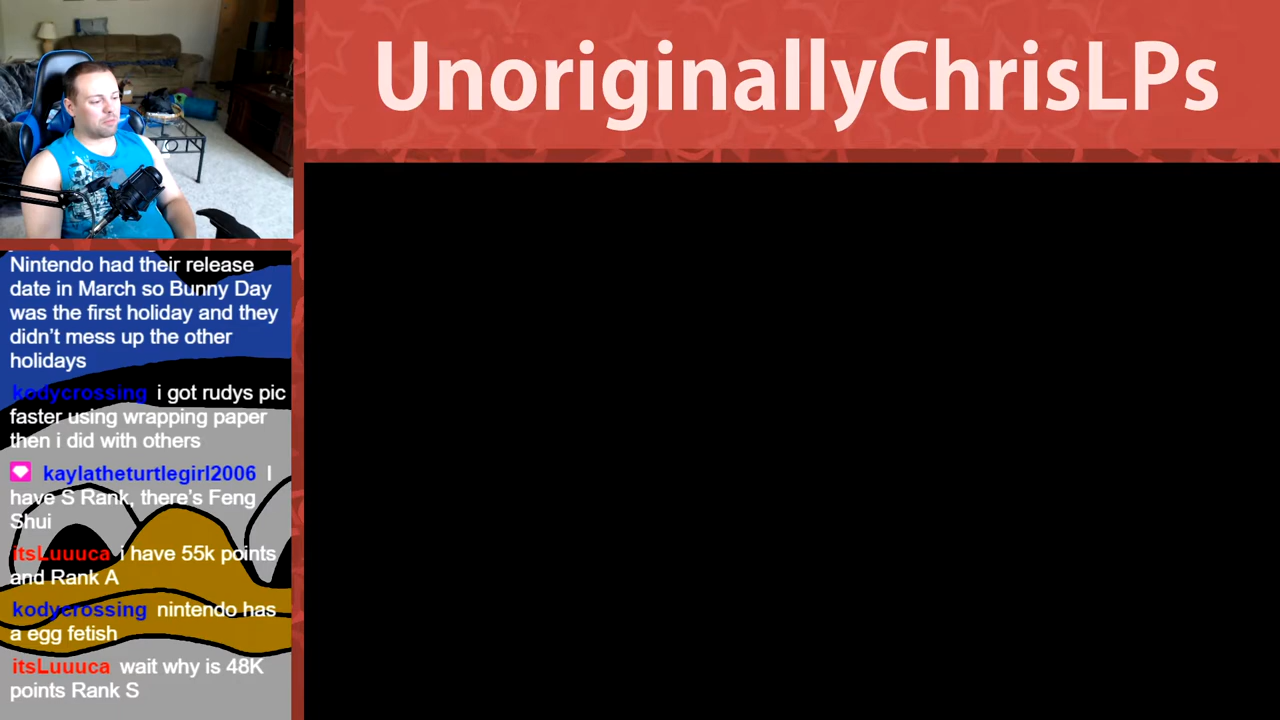 UnoriginallyChrisLPs
Nintendo had their release
date in March so Bunny Day
was the first holiday and they
didn't mess up the other
holidays
kodycrossing i got rudys pic
faster using wrapping paper
then i did with others
kaylatheturtlegirl2006 I
have S Rank, there's Feng
Shui
itsLuuuca i have 55k points
and Rank A
kodycrossing nintendo has
a egg fetish
itsLuuuca wait why is 48K
points Rank S